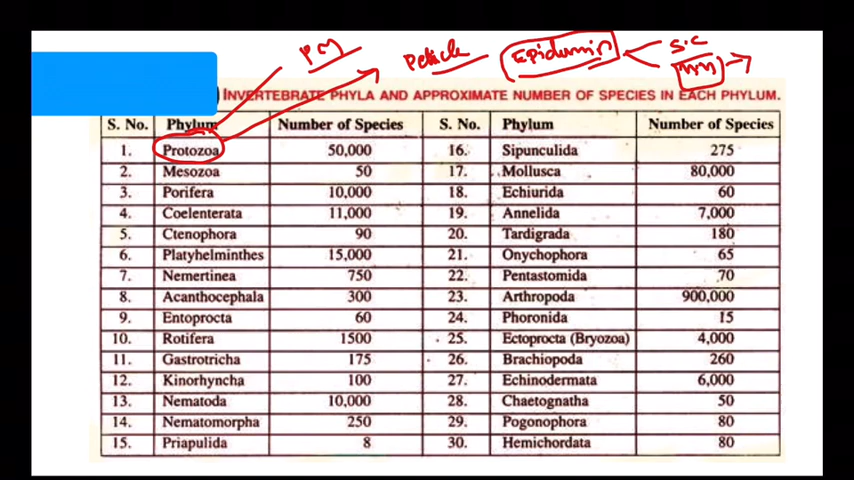 PM Pellicle Epidermis S.C
INVERTEBRATE PHYLA AND APPROXIMATE NUMBER OF SPECIES IN EACH PHYLUM.
S. No. Phylum Number of Species S. No. Phylum Number of Species
1. Protozoa 50,000 16. Sipunculida 275
2. Mesozoa 50 17. Mollusca 80,000
3. Porifera 10,000 18. Echiurida 60
4. Coelenterata 11,000 19. Annelida 7,000
5. Ctenophora 90 20. Tardigrada 180
6. Platyhelminthes 15,000 21. Onychophora 65
7. Nemertinea 750 22. Pentastomida 70
8. Acanthocephala 300 23. Arthropoda 900,000
9. Entoprocta 60 24. Phoronida 15
10. Rotifera 1500 25. Ectoprocta (Bryozoa) 4,000
11. Gastrotricha 175 26. Brachiopoda 260
12. Kinorhyncha 100 27. Echinodermata 6,000
13. Nematoda 10,000 28. Chaetognatha 50
14. Nematomorpha 250 29. Pogonophora 80
15. Priapulida 8 30. Hemichordata 80